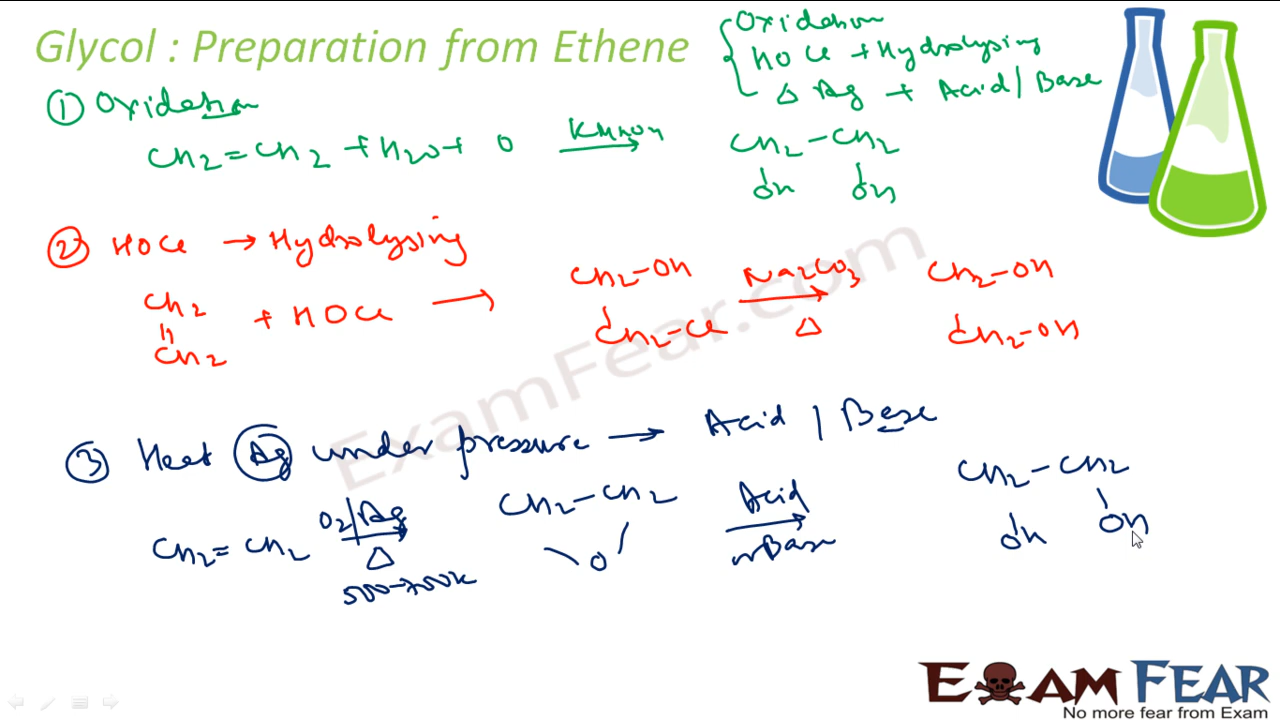 Glycol : Preparation from Ethene
Oxidation
HOCl + Hydrolysing
Δ Ag + Acid / Base
① Oxidation
CH2=CH2 + H2O + O KMnO4 → CH2-CH2
OH OH
② HOCl → Hydrolysing
CH2 = CH2 + HOCl → CH2-OH CH2-Cl Na2CO3 → Δ CH2-OH CH2-OH
③ Heat Ag under pressure → Acid / Base
CH2=CH2 O2/Ag → Δ 500-700K CH2-CH2 \ O / Acid → or Base CH2-CH2
OH OH
ExamFear.com
EXAM FEAR
No more fear from Exam